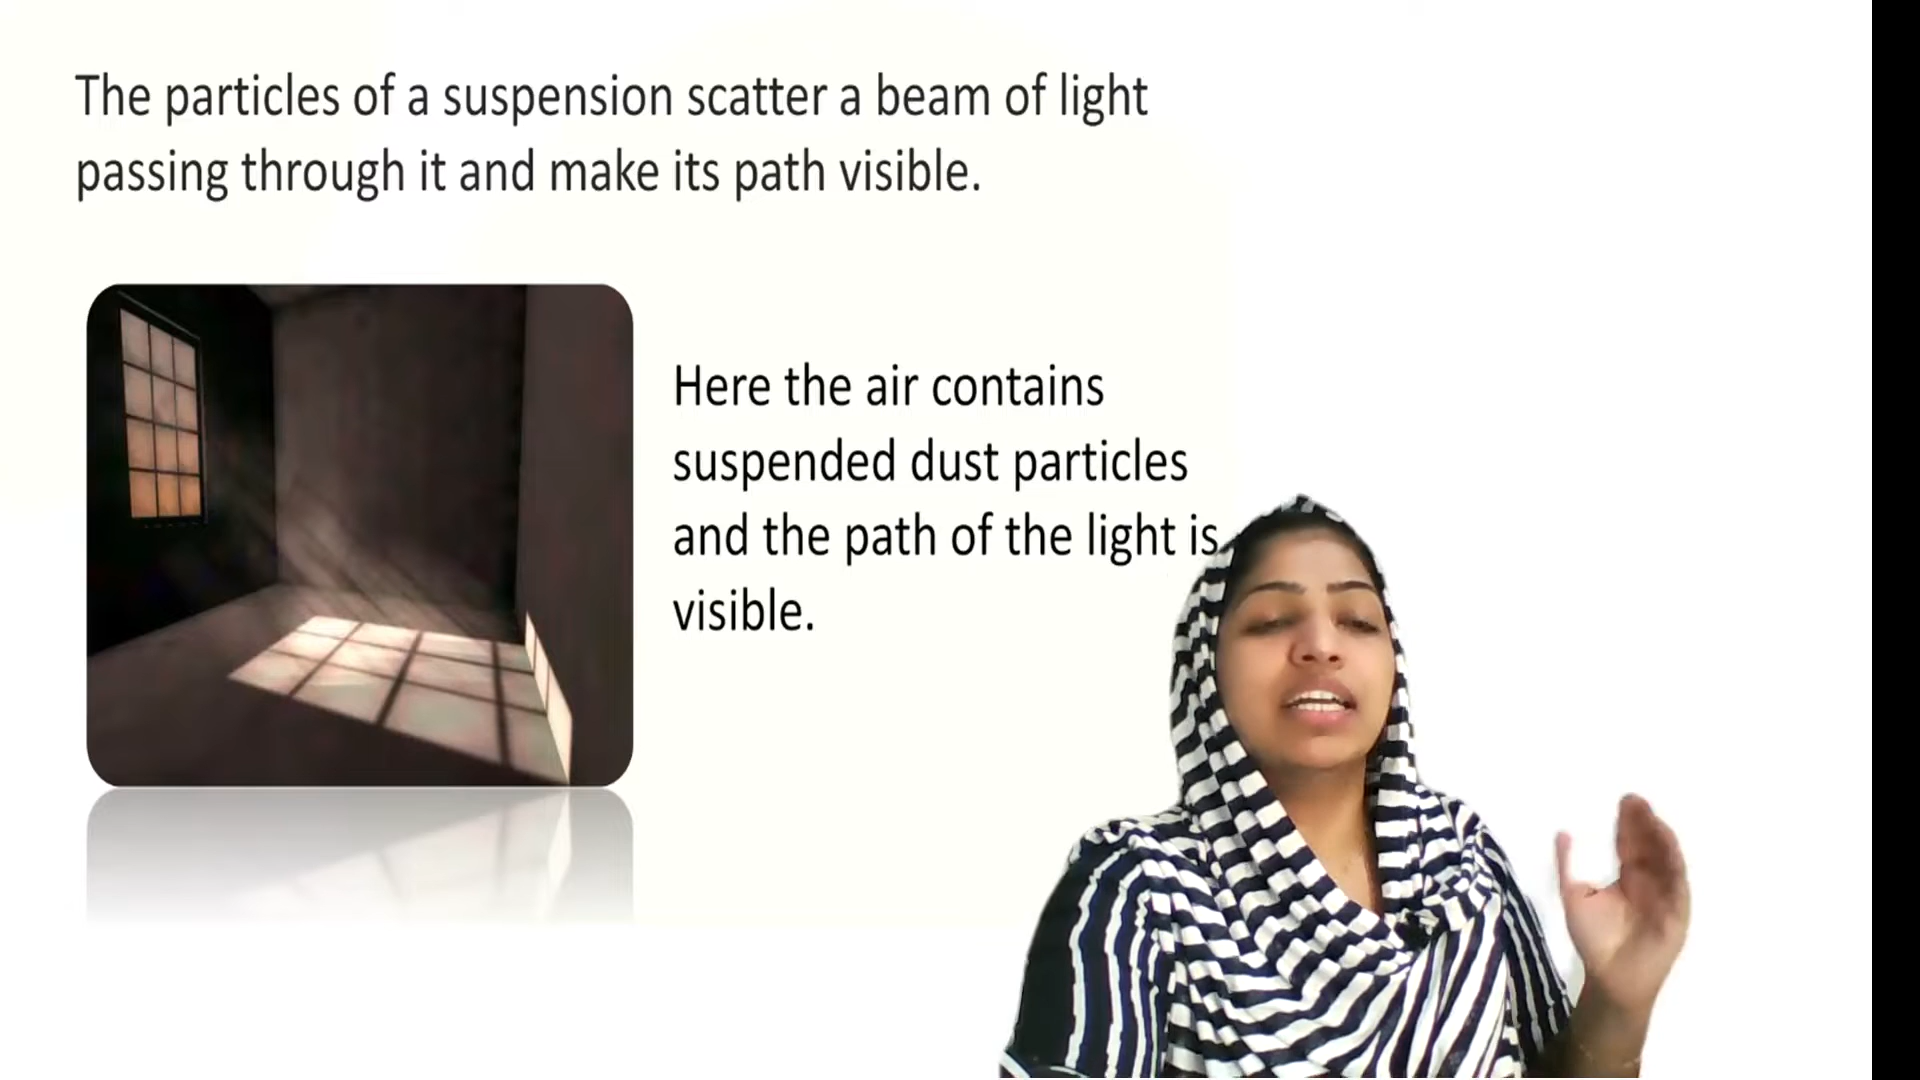 The particles of a suspension scatter a beam of light
passing through it and make its path visible.
Here the air contains
suspended dust particles
and the path of the light is
visible.